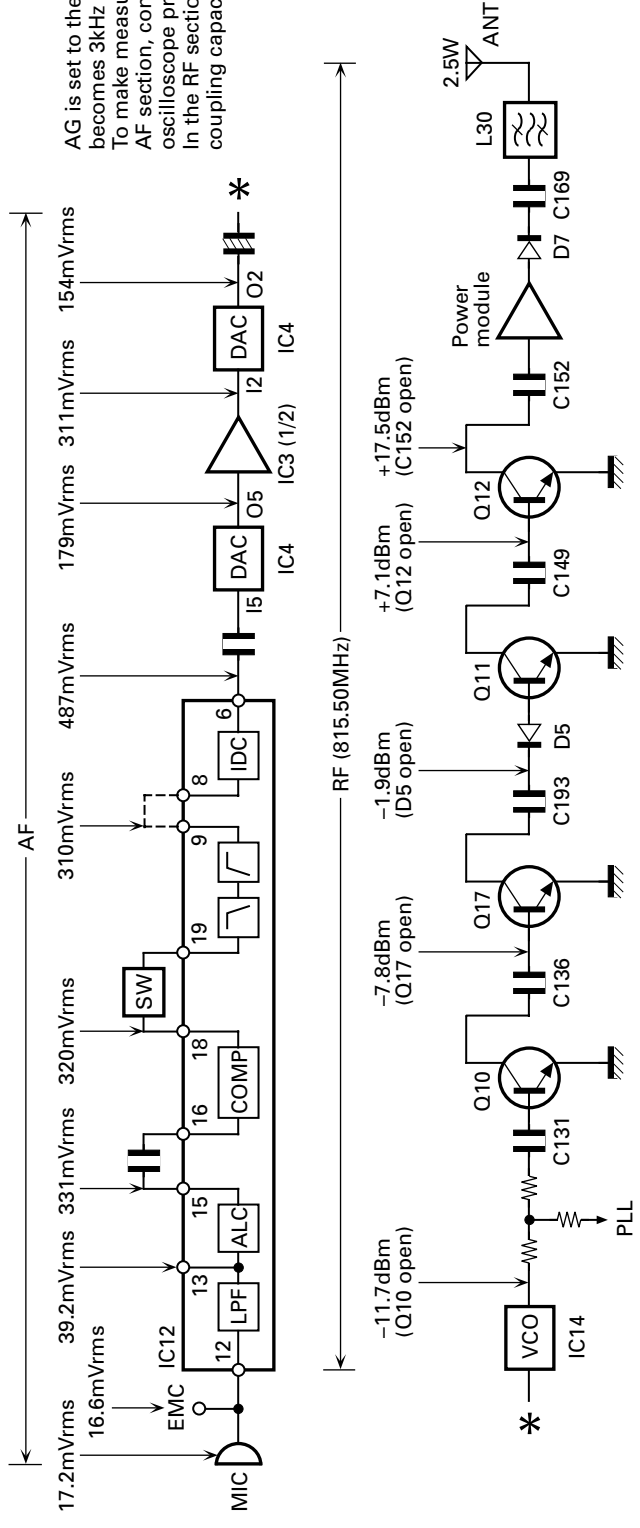 AF
17.2mVrms
16.6mVrms
39.2mVrms
331mVrms
320mVrms
310mVrms
487mVrms
179mVrms
311mVrms
154mVrms
EMC
MIC
IC12
12
LPF
13
ALC
15
16
COMP
18
SW
19
9
8
IDC
6
I5
DAC
IC4
O5
IC3 (1/2)
I2
DAC
IC4
O2
*
AG is set to the
becomes 3kHz
To make measu
AF section, con
oscilloscope pr
In the RF sectio
coupling capac
RF (815.50MHz)
–11.7dBm
(Q10 open)
–7.8dBm
(Q17 open)
–1.9dBm
(D5 open)
+7.1dBm
(Q12 open)
+17.5dBm
(C152 open)
*
VCO
IC14
PLL
C131
Q10
C136
Q17
C193
D5
Q11
C149
Q12
C152
Power
module
D7
C169
L30
2.5W
ANT